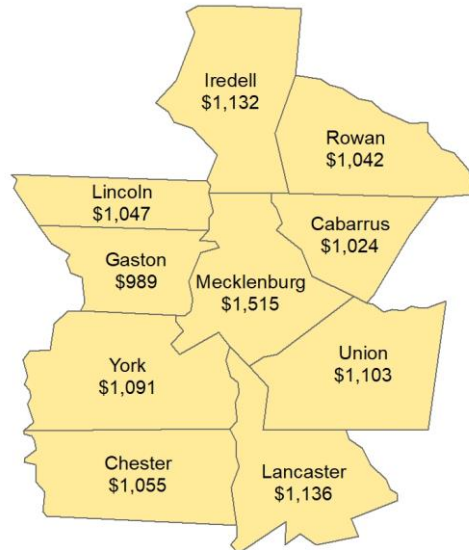 Iredell
$1,132
Rowan
$1,042
Lincoln
$1,047
Cabarrus
$1,024
Gaston
$989
Mecklenburg
$1,515
Union
$1,103
York
$1,091
Chester
$1,055
Lancaster
$1,136